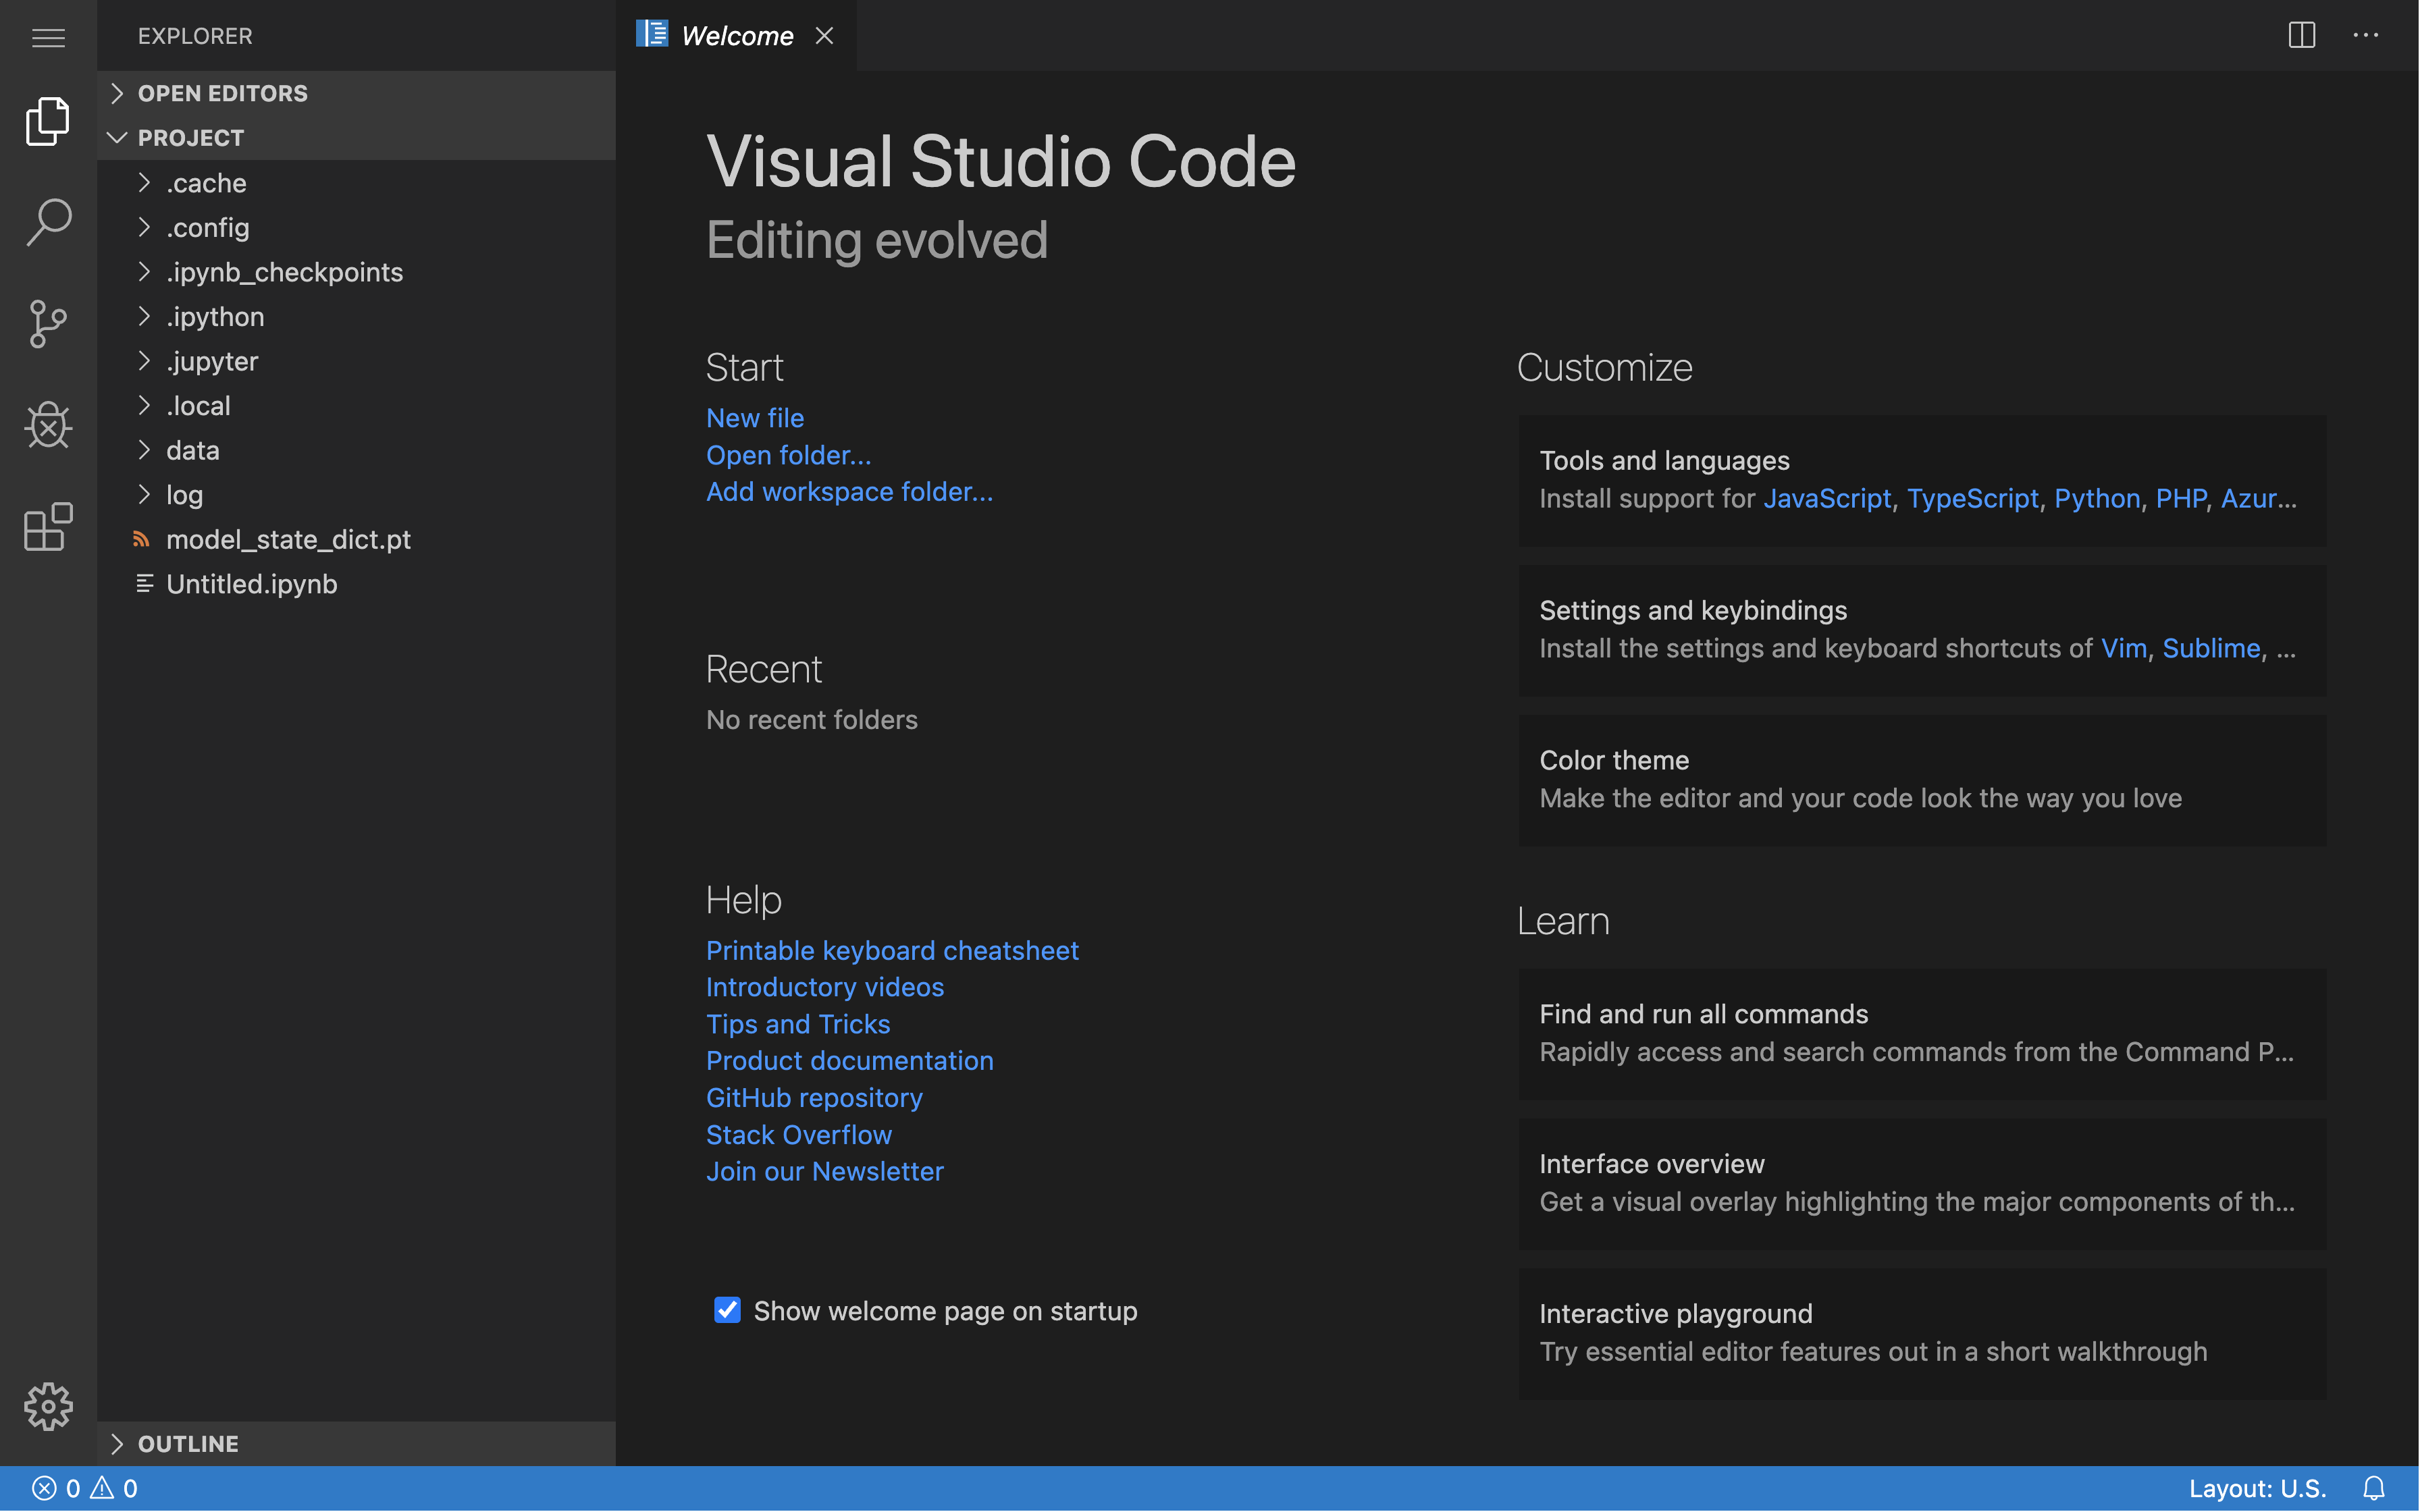 EXPLORER
OPEN EDITORS
PROJECT
.cache
.config
.ipynb_checkpoints
.ipython
.jupyter
.local
data
log
model_state_dict.pt
Untitled.ipynb
OUTLINE
Welcome
Visual Studio Code
Editing evolved
Start
New file
Open folder...
Add workspace folder...
Recent
No recent folders
Help
Printable keyboard cheatsheet
Introductory videos
Tips and Tricks
Product documentation
GitHub repository
Stack Overflow
Join our Newsletter
Show welcome page on startup
Customize
Tools and languages
Install support for JavaScript, TypeScript, Python, PHP, Azur...
Settings and keybindings
Install the settings and keyboard shortcuts of Vim, Sublime, ...
Color theme
Make the editor and your code look the way you love
Learn
Find and run all commands
Rapidly access and search commands from the Command P...
Interface overview
Get a visual overlay highlighting the major components of th...
Interactive playground
Try essential editor features out in a short walkthrough
0 0
Layout: U.S.